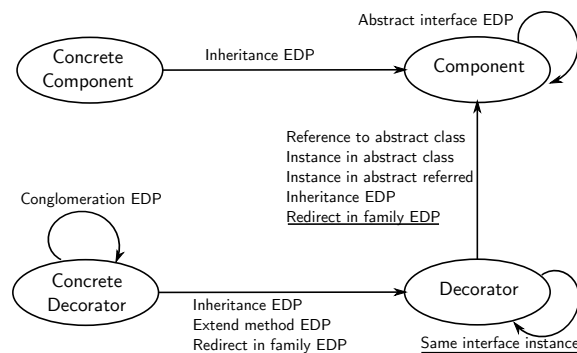 Abstract interface EDP
Concrete
Component
Inheritance EDP
Component
Reference to abstract class
Instance in abstract class
Instance in abstract referred
Inheritance EDP
Redirect in family EDP
Conglomeration EDP
Concrete
Decorator
Inheritance EDP
Extend method EDP
Redirect in family EDP
Decorator
Same interface instance